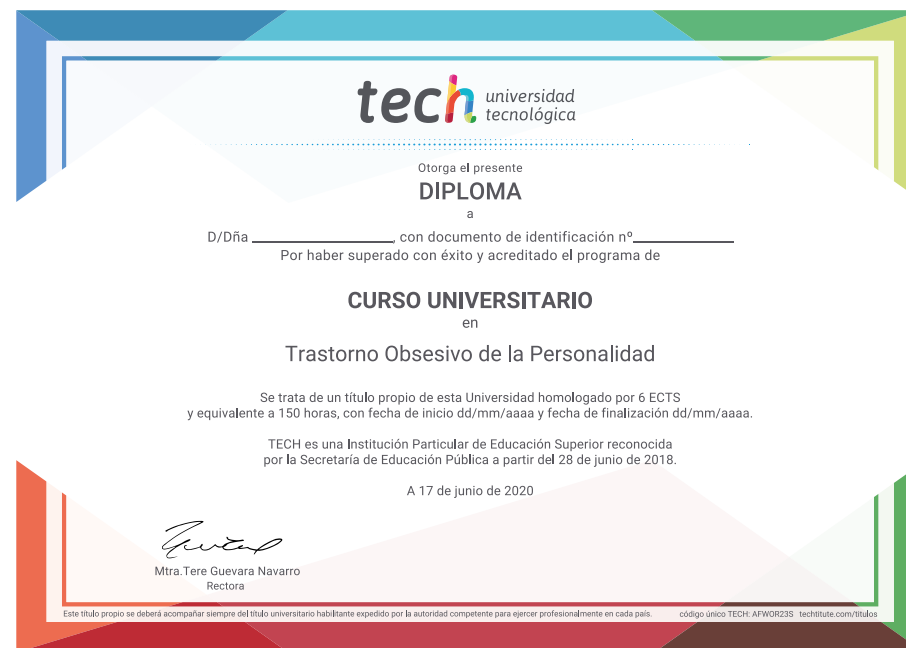 tech universidad
tecnológica
Otorga el presente
DIPLOMA
a
D/Dña ____________________, con documento de identificación nº______________
Por haber superado con éxito y acreditado el programa de
CURSO UNIVERSITARIO
en
Trastorno Obsesivo de la Personalidad
Se trata de un título propio de esta Universidad homologado por 6 ECTS
y equivalente a 150 horas, con fecha de inicio dd/mm/aaaa y fecha de finalización dd/mm/aaaa.
TECH es una Institución Particular de Educación Superior reconocida
por la Secretaría de Educación Pública a partir del 28 de junio de 2018.
A 17 de junio de 2020
Mtra.Tere Guevara Navarro
Rectora
Este título propio se deberá acompañar siempre del título universitario habilitante expedido por la autoridad competente para ejercer profesionalmente en cada país. código único TECH: AFWOR23S techtitute.com/títulos